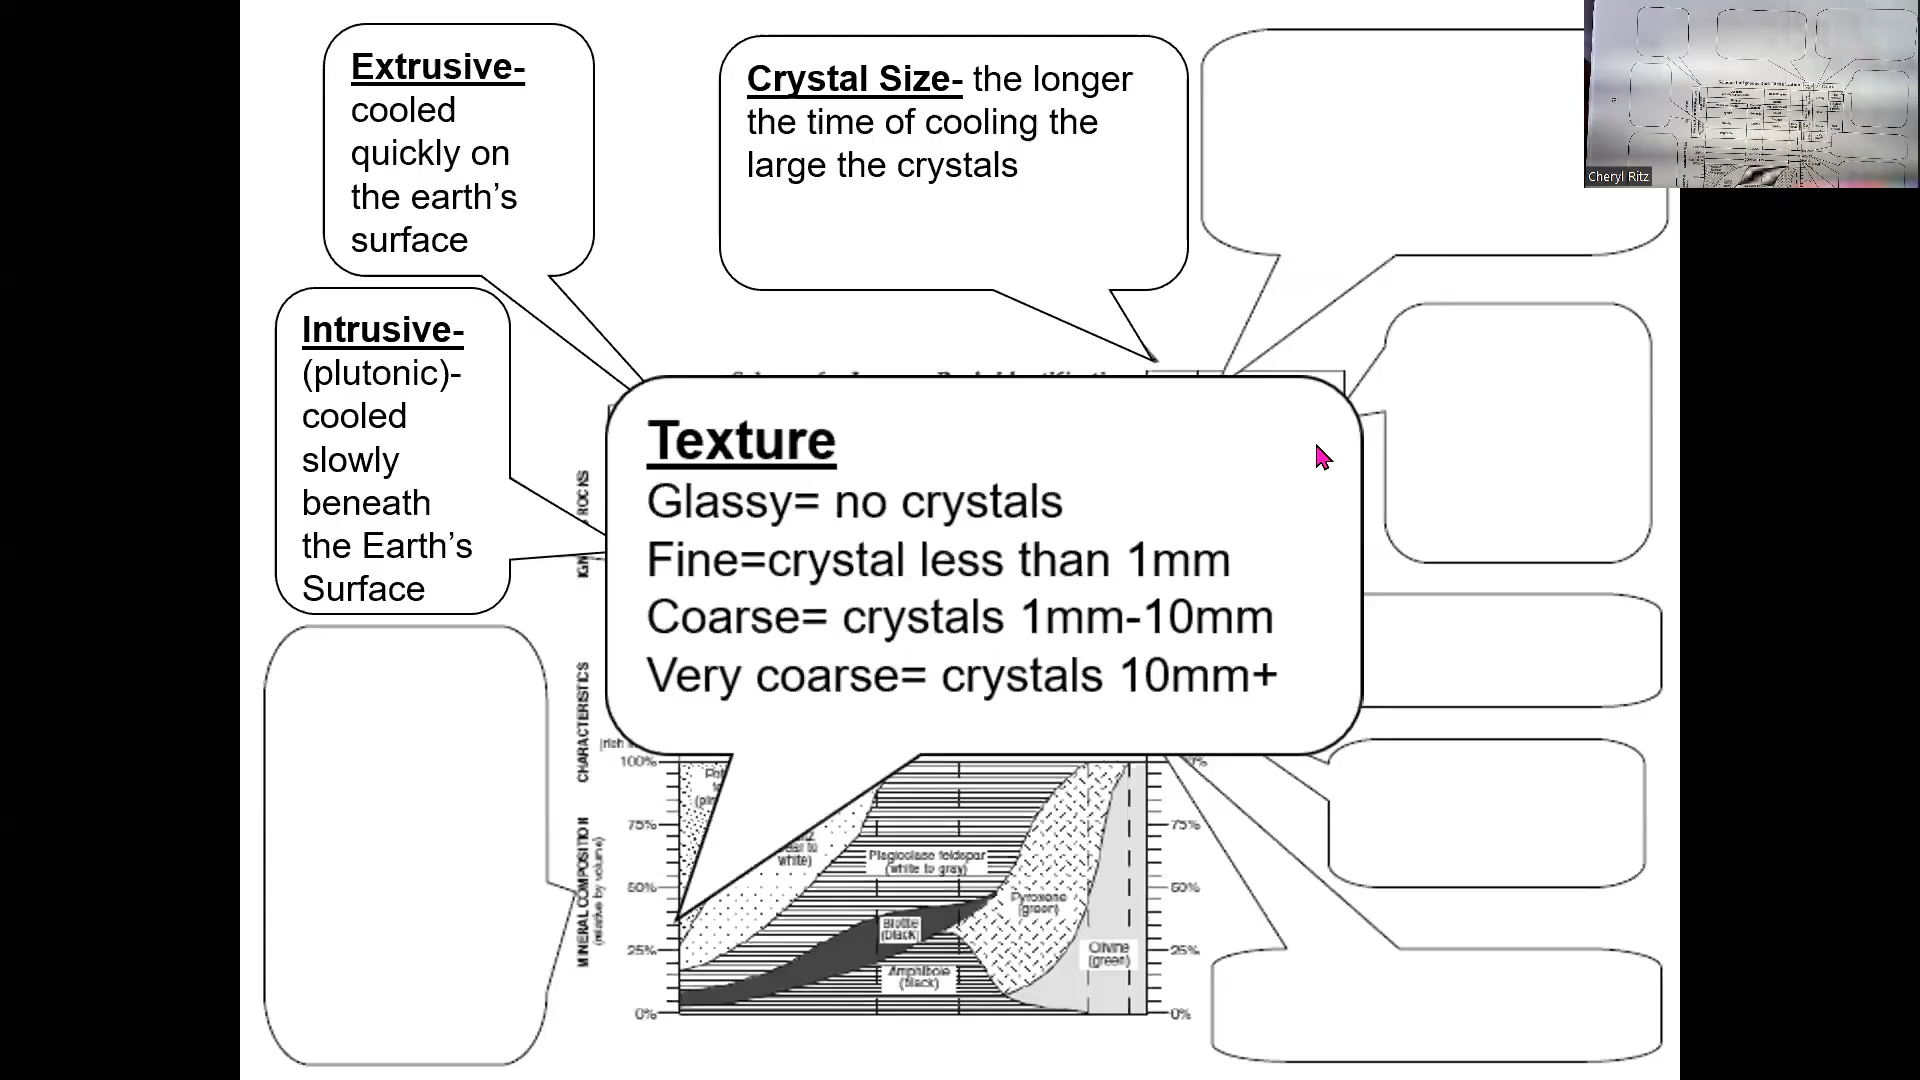 Extrusive-
cooled
quickly on
the earth’s
surface
Crystal Size- the longer
the time of cooling the
large the crystals
Cheryl Ritz
Intrusive-
(plutonic)-
cooled
slowly
beneath
the Earth’s
Surface
Texture
Glassy= no crystals
Fine=crystal less than 1mm
Coarse= crystals 1mm-10mm
Very coarse= crystals 10mm+
ROCKS
CHARACTERISTICS
MINERAL COMPOSITION
(relative by volume)
100%
75%
50%
25%
0%
white)
Plagioclase feldspar
(white to gray)
Biotite
(black)
Amphibole
(black)
Pyroxene
(green)
Olivine
(green)
75%
50%
25%
0%